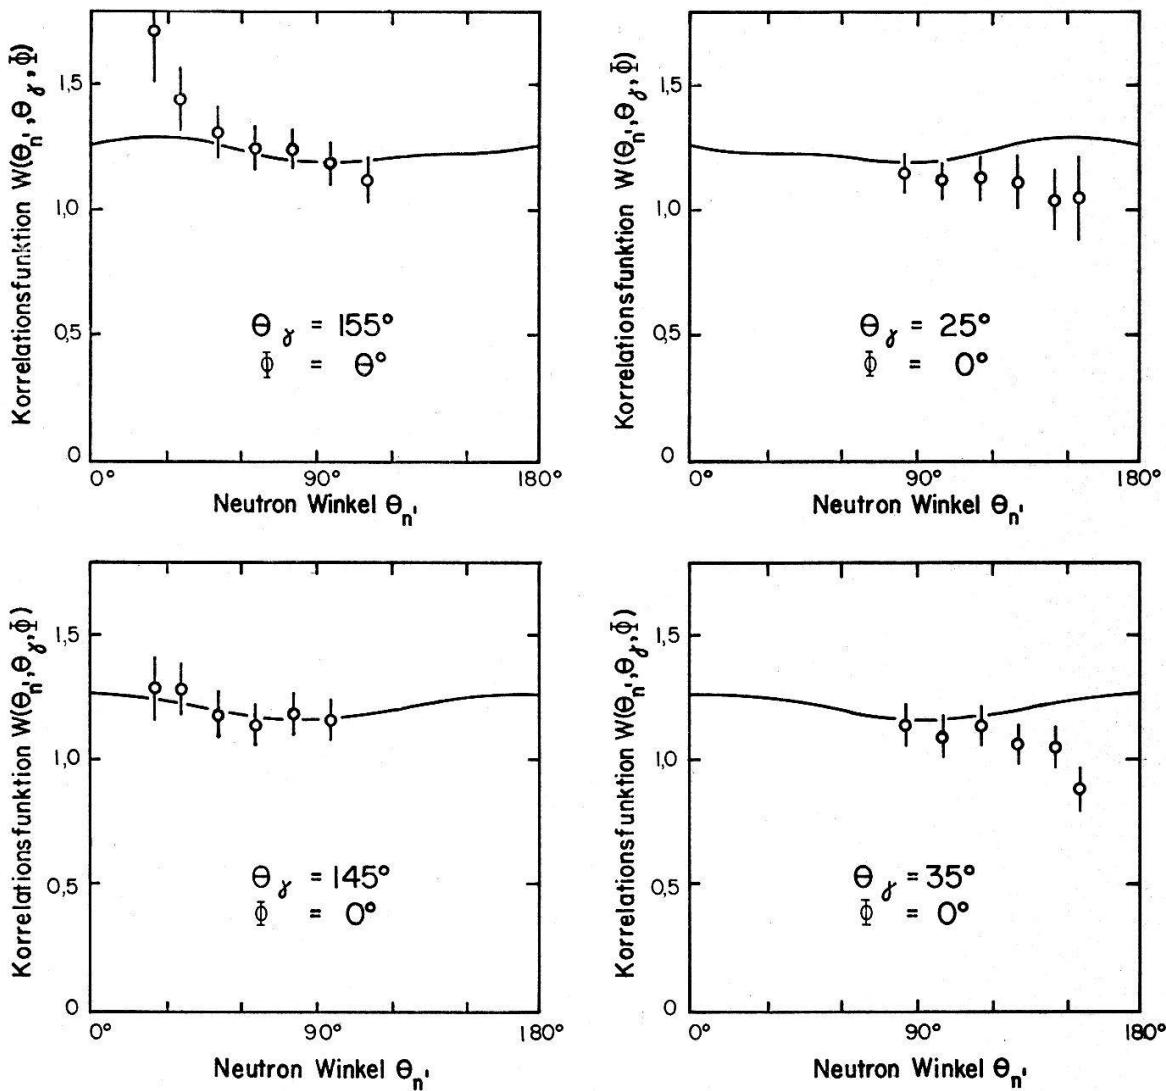 Korrelationsfunktion W(Θn', Θγ, Φ)
1,5
1,0
0,5
0
Θγ = 155°
Φ = Θ°
0° 90° 180°
Neutron Winkel Θn'
Korrelationsfunktion W(Θn', Θγ, Φ)
1,5
1,0
0,5
0
Θγ = 25°
Φ = 0°
0° 90° 180°
Neutron Winkel Θn'
Korrelationsfunktion W(Θn', Θγ, Φ)
1,5
1,0
0,5
0
Θγ = 145°
Φ = 0°
0° 90° 180°
Neutron Winkel Θn'
Korrelationsfunktion W(Θn', Θγ, Φ)
1,5
1,0
0,5
0
Θγ = 35°
Φ = 0°
0° 90° 180°
Neutron Winkel Θn'